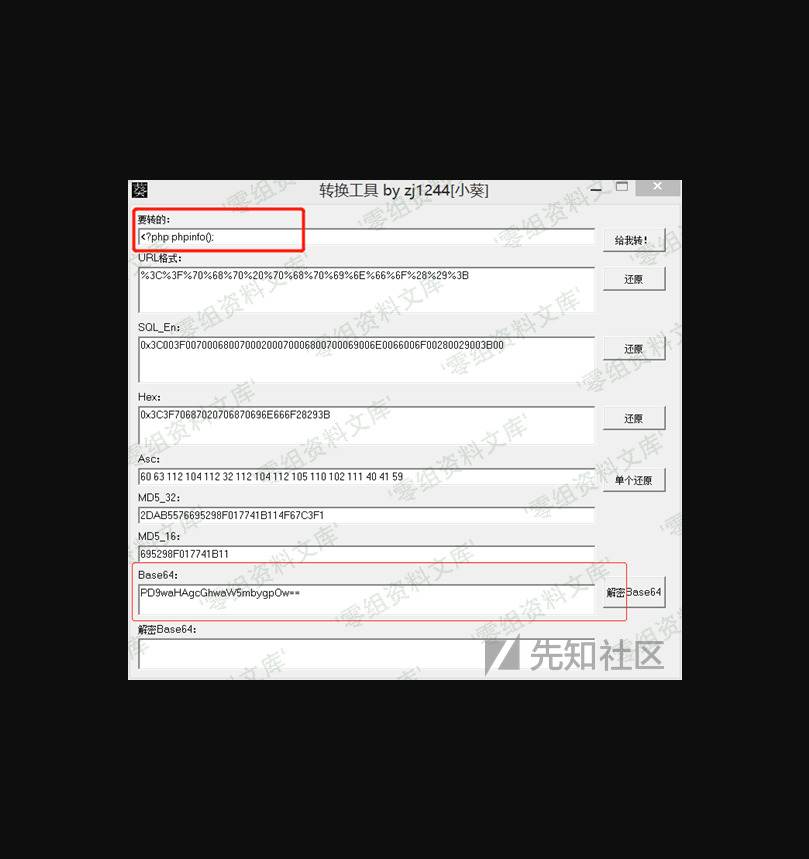 转换工具 by zj1244[小葵]
要转的:
<?php phpinfo();
给我转!
URL格式:
%3C%3F%70%68%70%20%70%68%70%69%6E%66%6F%28%29%3B
还原
SQL_En:
0x3C003F00700068007000200070006800700069006E0066006F00280029003B00
还原
Hex:
0x3C3F70687020706870696E666F28293B
还原
Asc:
60 63 112 104 112 32 112 104 112 105 110 102 111 40 41 59
单个还原
MD5_32:
2DAB5576695298F017741B114F67C3F1
MD5_16:
695298F017741B11
Base64:
PD9waHAgcGhwaW5mbygpOw==
解密Base64
解密Base64:
先知社区
零组资料文库